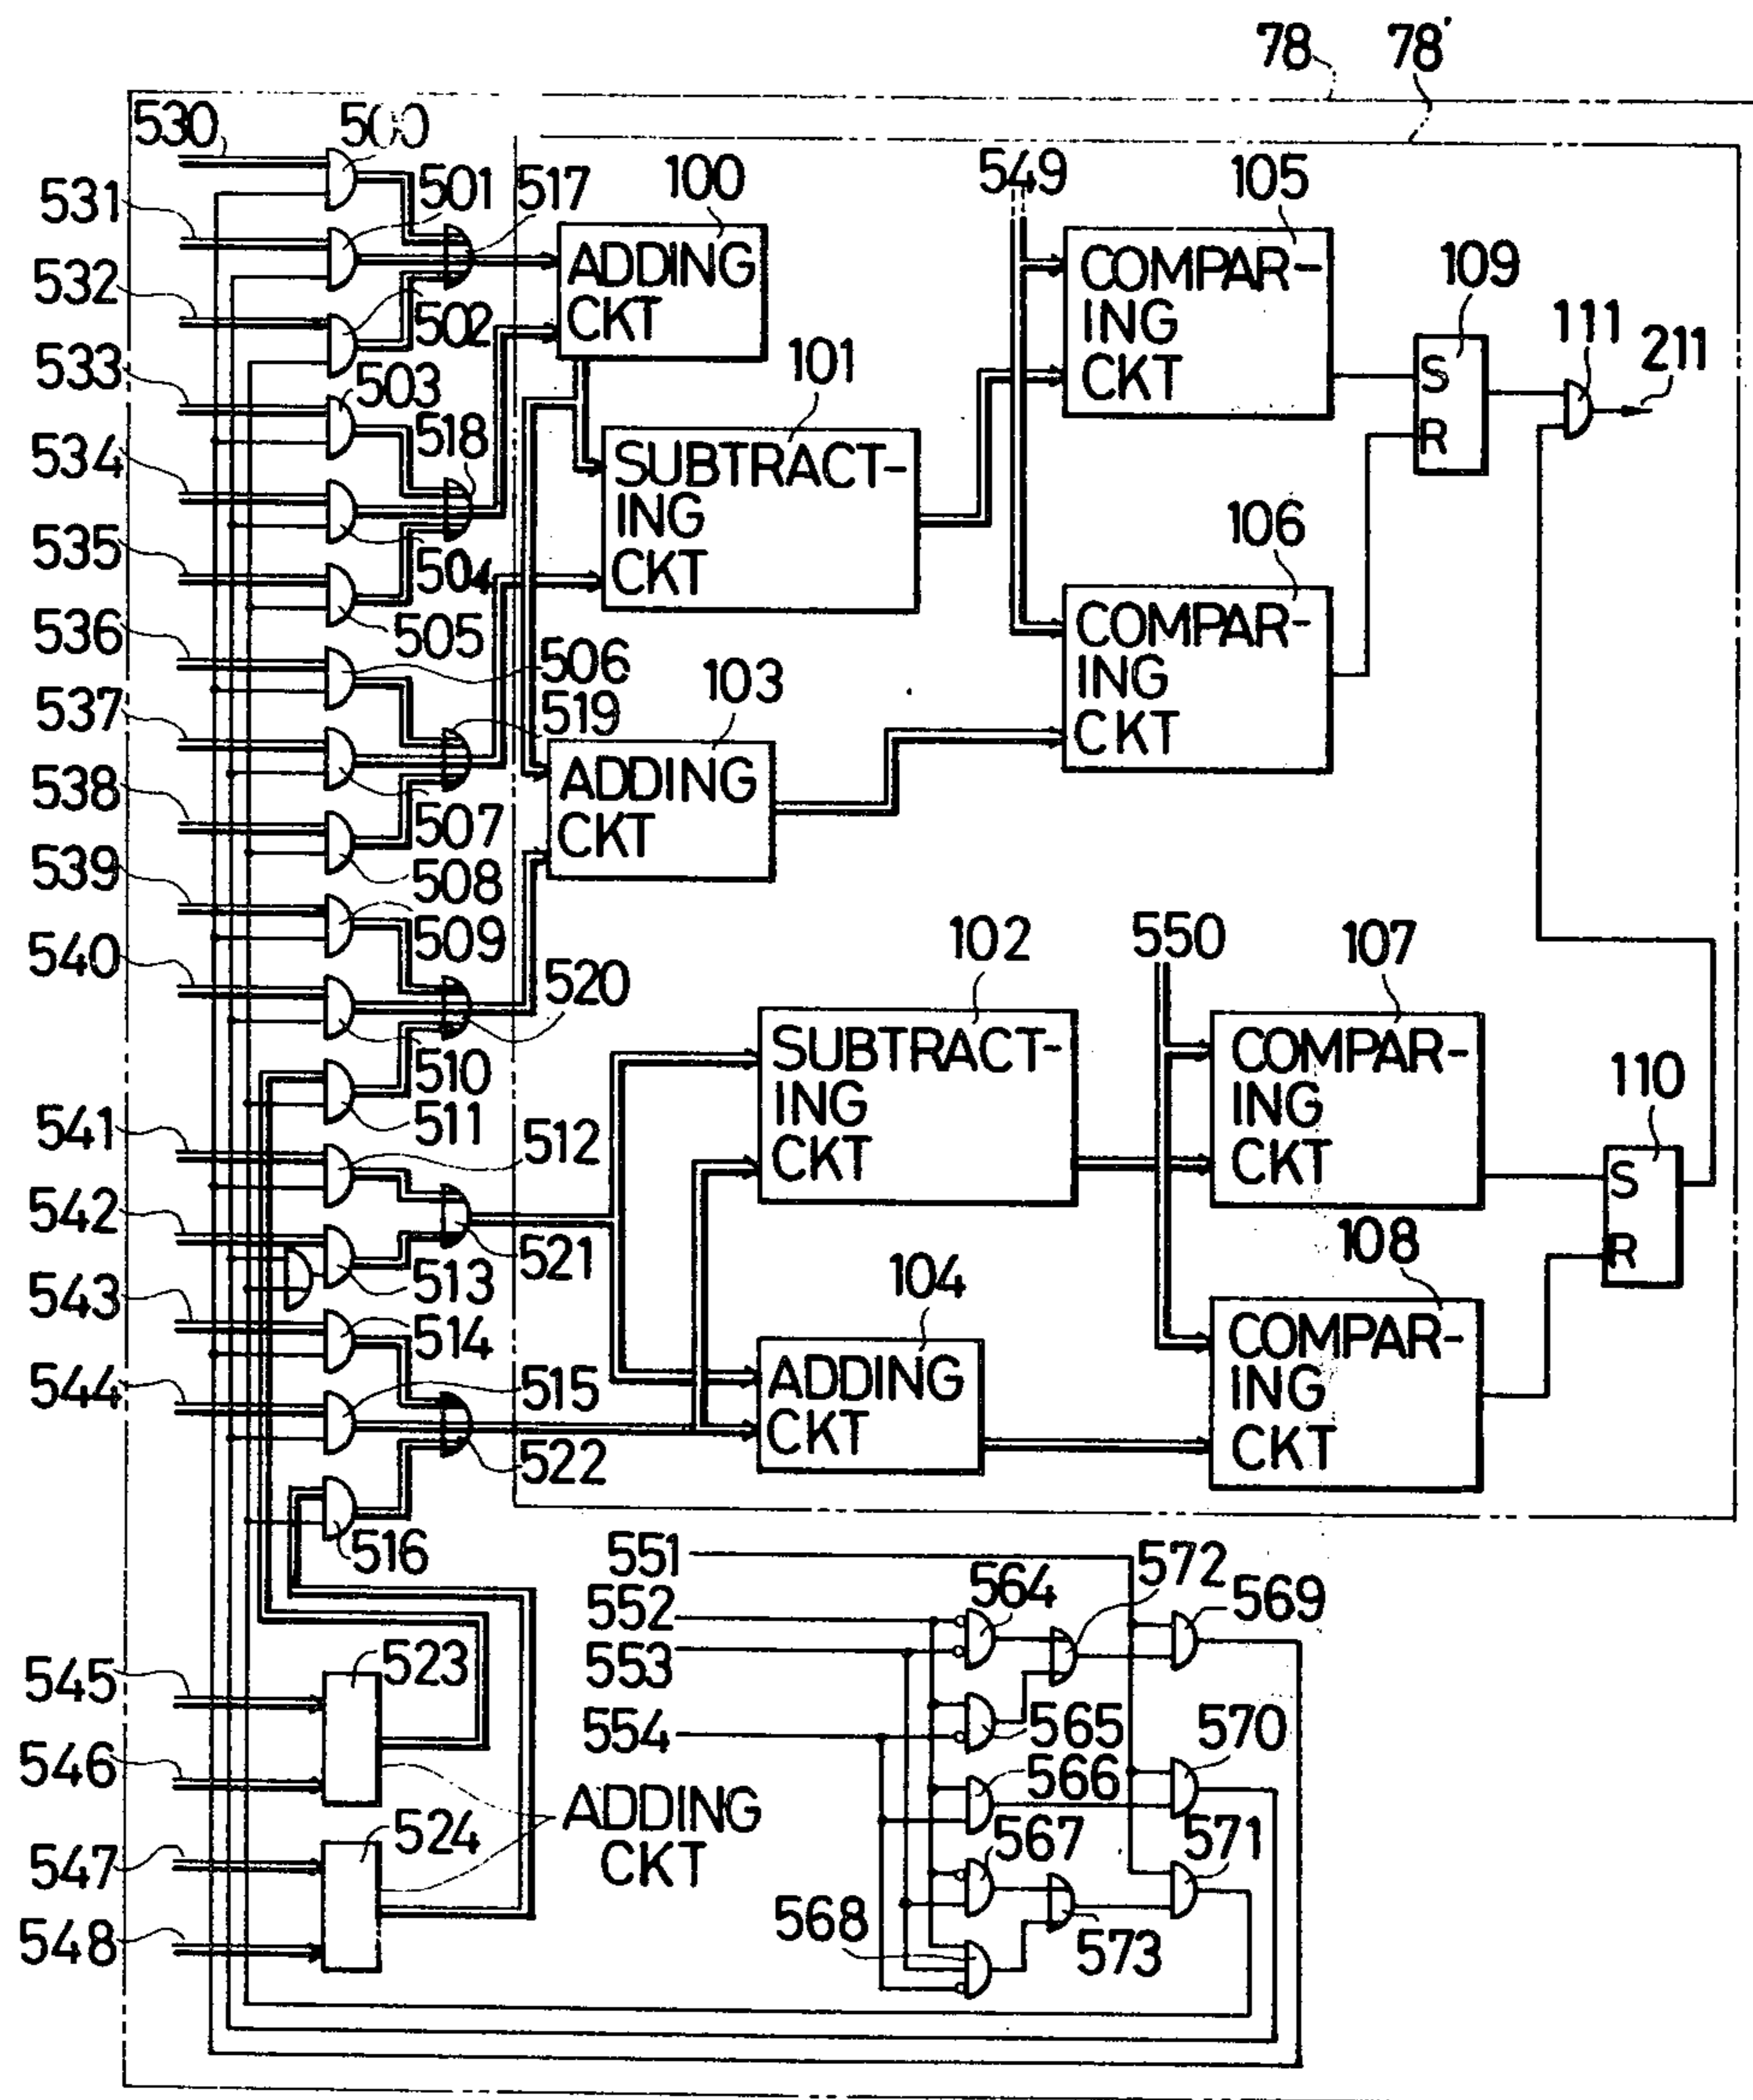 78 78'
530 500
531 501 517 100 549 105
532 ADDING
CKT
COMPAR-
ING
CKT
109
502
533 503 101 111 211
S
R
534 518 SUBTRACT-
ING
CKT
106
535 504
505
COMPAR-
ING
CKT
536 506
103
537 519
ADDING
CKT
538 507
539 508
509
102 550 107
540 520
SUBTRACT-
ING
CKT
COMPAR-
ING
CKT
510
511
110
541 512
S
R
542 521
513
104 108
543 514
ADDING
CKT
COMPAR-
ING
CKT
544 515
522
516
551 572
552 564 569
553
545 523
554 565 570
546 566
ADDING
CKT
547 524 567 571
568
548 573